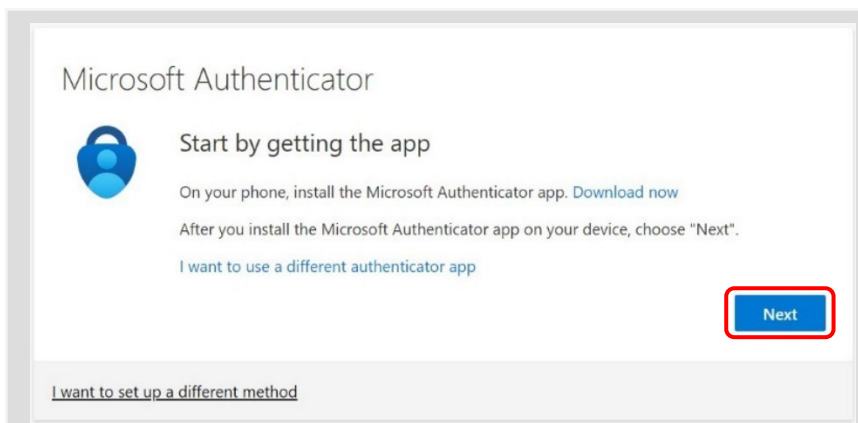 Microsoft Authenticator
Start by getting the app
On your phone, install the Microsoft Authenticator app. Download now
After you install the Microsoft Authenticator app on your device, choose "Next".
I want to use a different authenticator app
Next
I want to set up a different method